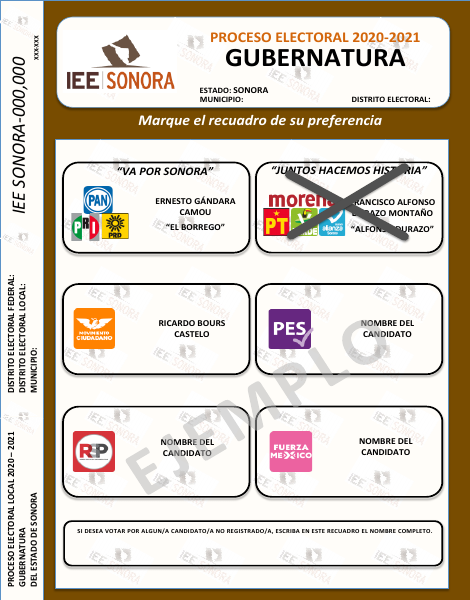 IEE SONORA-000,000
XXX-XXX
DISTRITO ELECTORAL FEDERAL:
DISTRITO ELECTORAL LOCAL:
MUNICIPIO:
PROCESO ELECTORAL LOCAL 2020 – 2021
GUBERNATURA
DEL ESTADO DE SONORA
IEE SONORA
PROCESO ELECTORAL 2020-2021
GUBERNATURA
ESTADO: SONORA
MUNICIPIO:
DISTRITO ELECTORAL:
Marque el recuadro de su preferencia
"VA POR SONORA"
PAN
PRI
PRD
ERNESTO GÁNDARA
CAMOU
"EL BORREGO"
"JUNTOS HACEMOS HISTORIA"
morena
PT
alianza
FRANCISCO ALFONSO
DURAZO MONTAÑO
"ALFONSO DURAZO"
MOVIMIENTO
CIUDADANO
RICARDO BOURS
CASTELO
PES
NOMBRE DEL
CANDIDATO
RSP
NOMBRE DEL
CANDIDATO
FUERZA
MEXICO
NOMBRE DEL
CANDIDATO
EJEMPLO
SI DESEA VOTAR POR ALGUN/A CANDIDATO/A NO REGISTRADO/A, ESCRIBA EN ESTE RECUADRO EL NOMBRE COMPLETO.